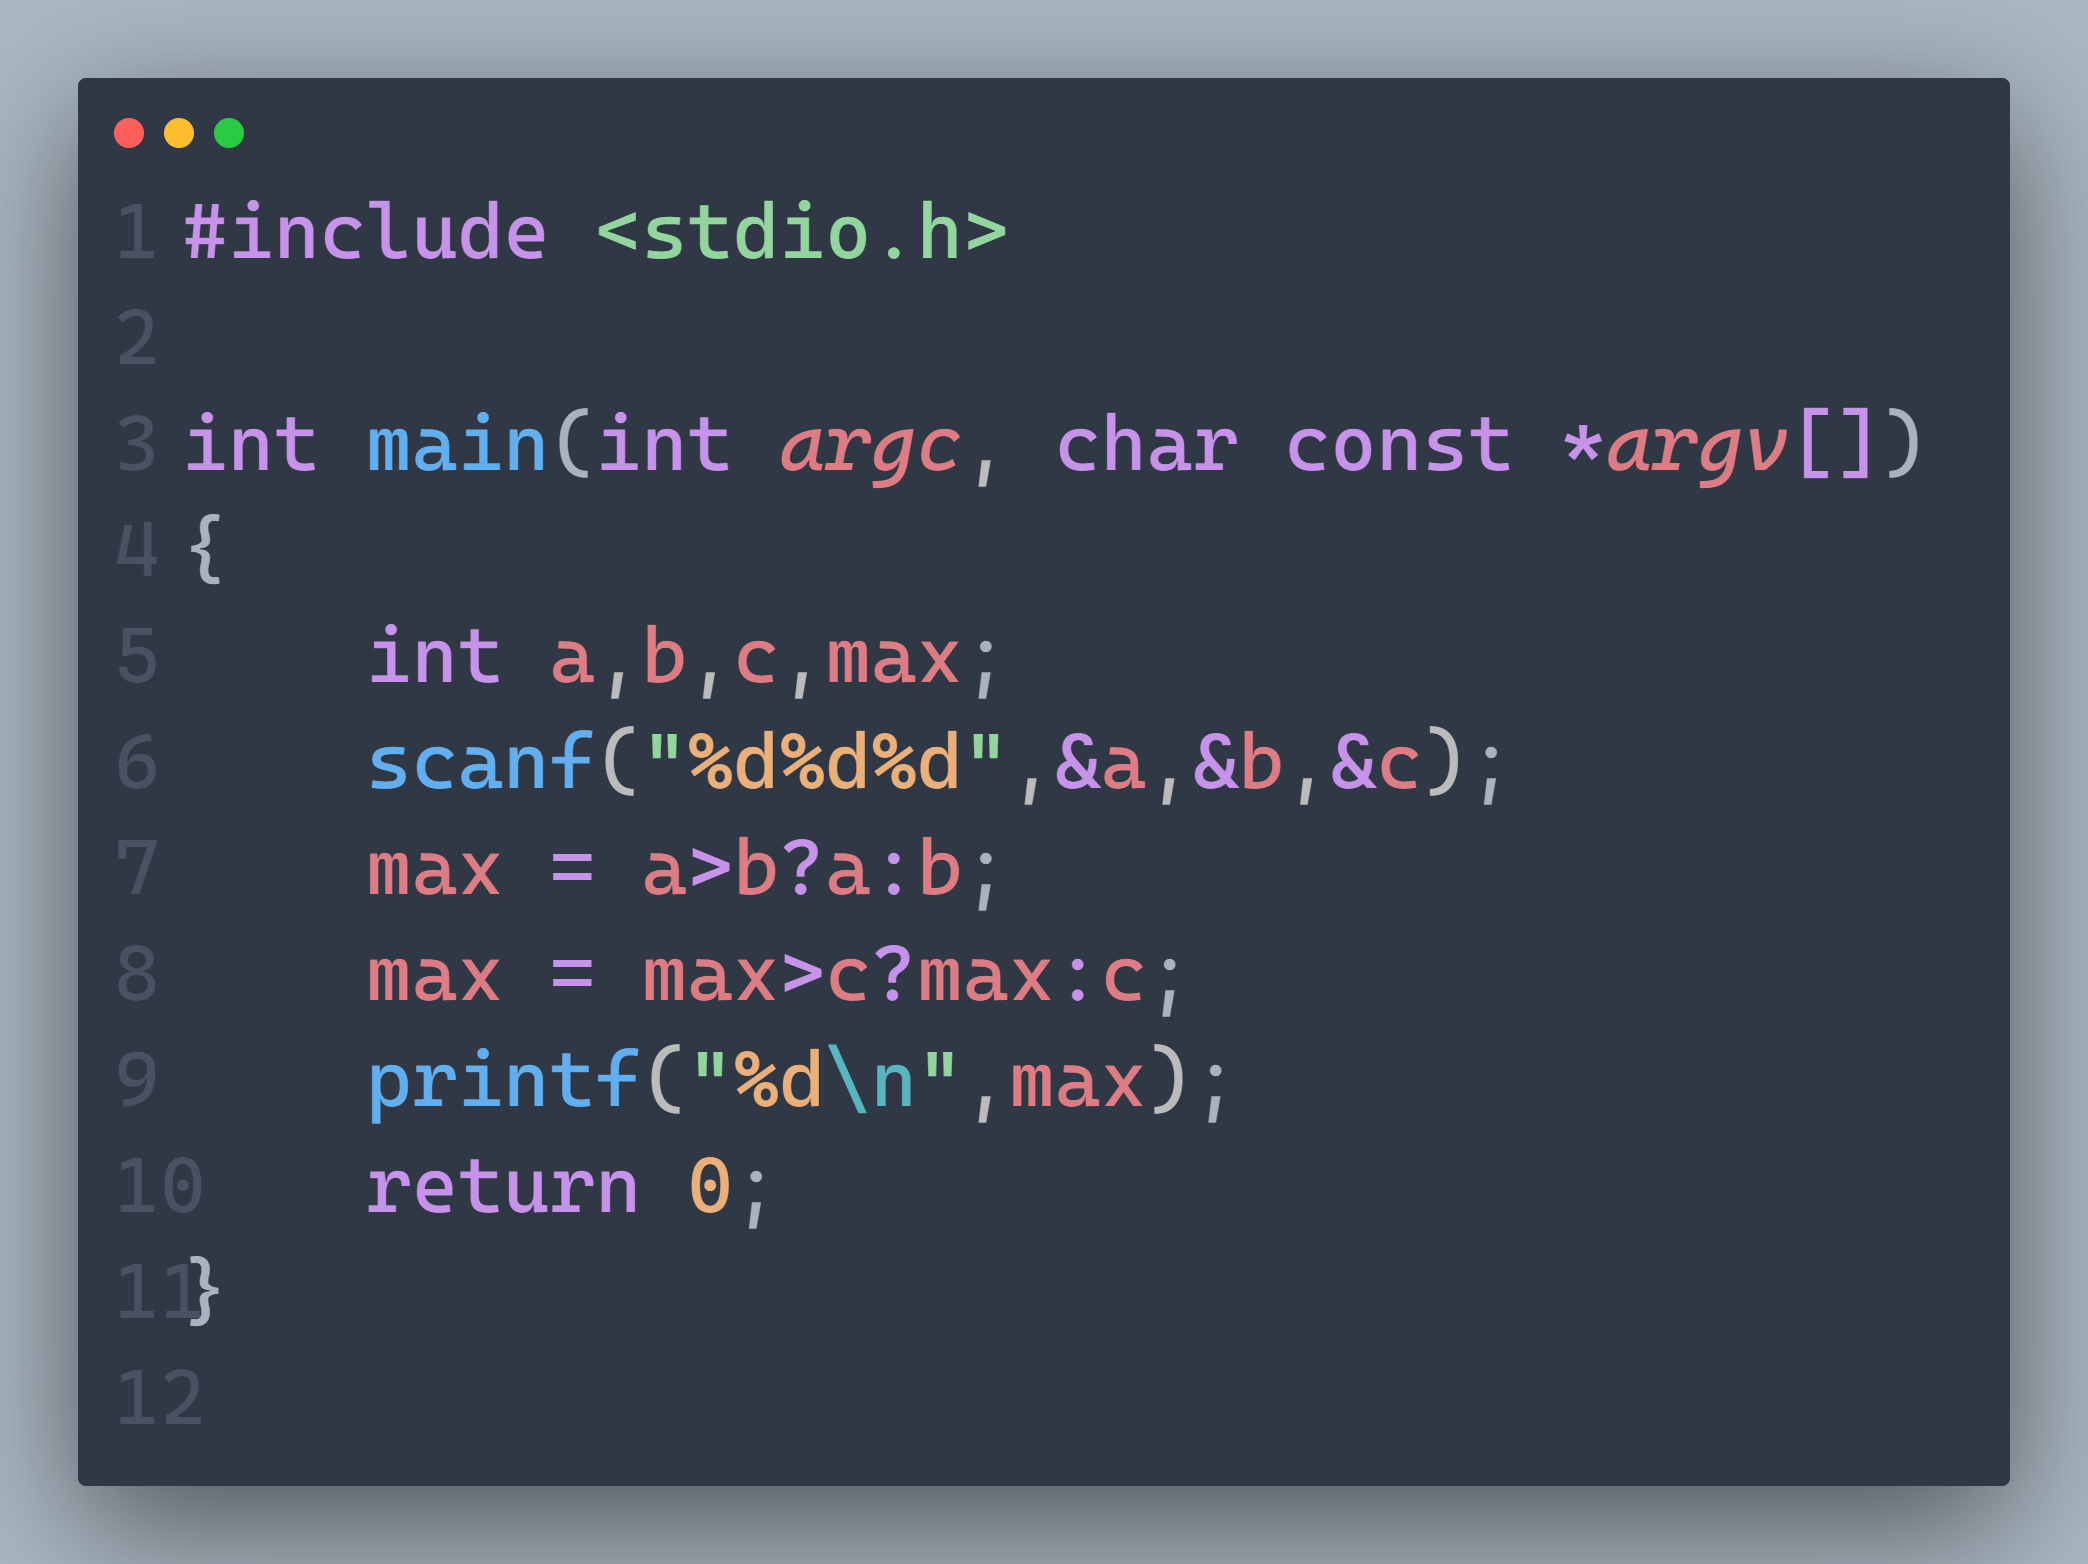 1 #include <stdio.h>
2
3 int main(int argc, char const *argv[])
4 {
5     int a,b,c,max;
6     scanf("%d%d%d",&a,&b,&c);
7     max = a>b?a:b;
8     max = max>c?max:c;
9     printf("%d\n",max);
10    return 0;
11}
12